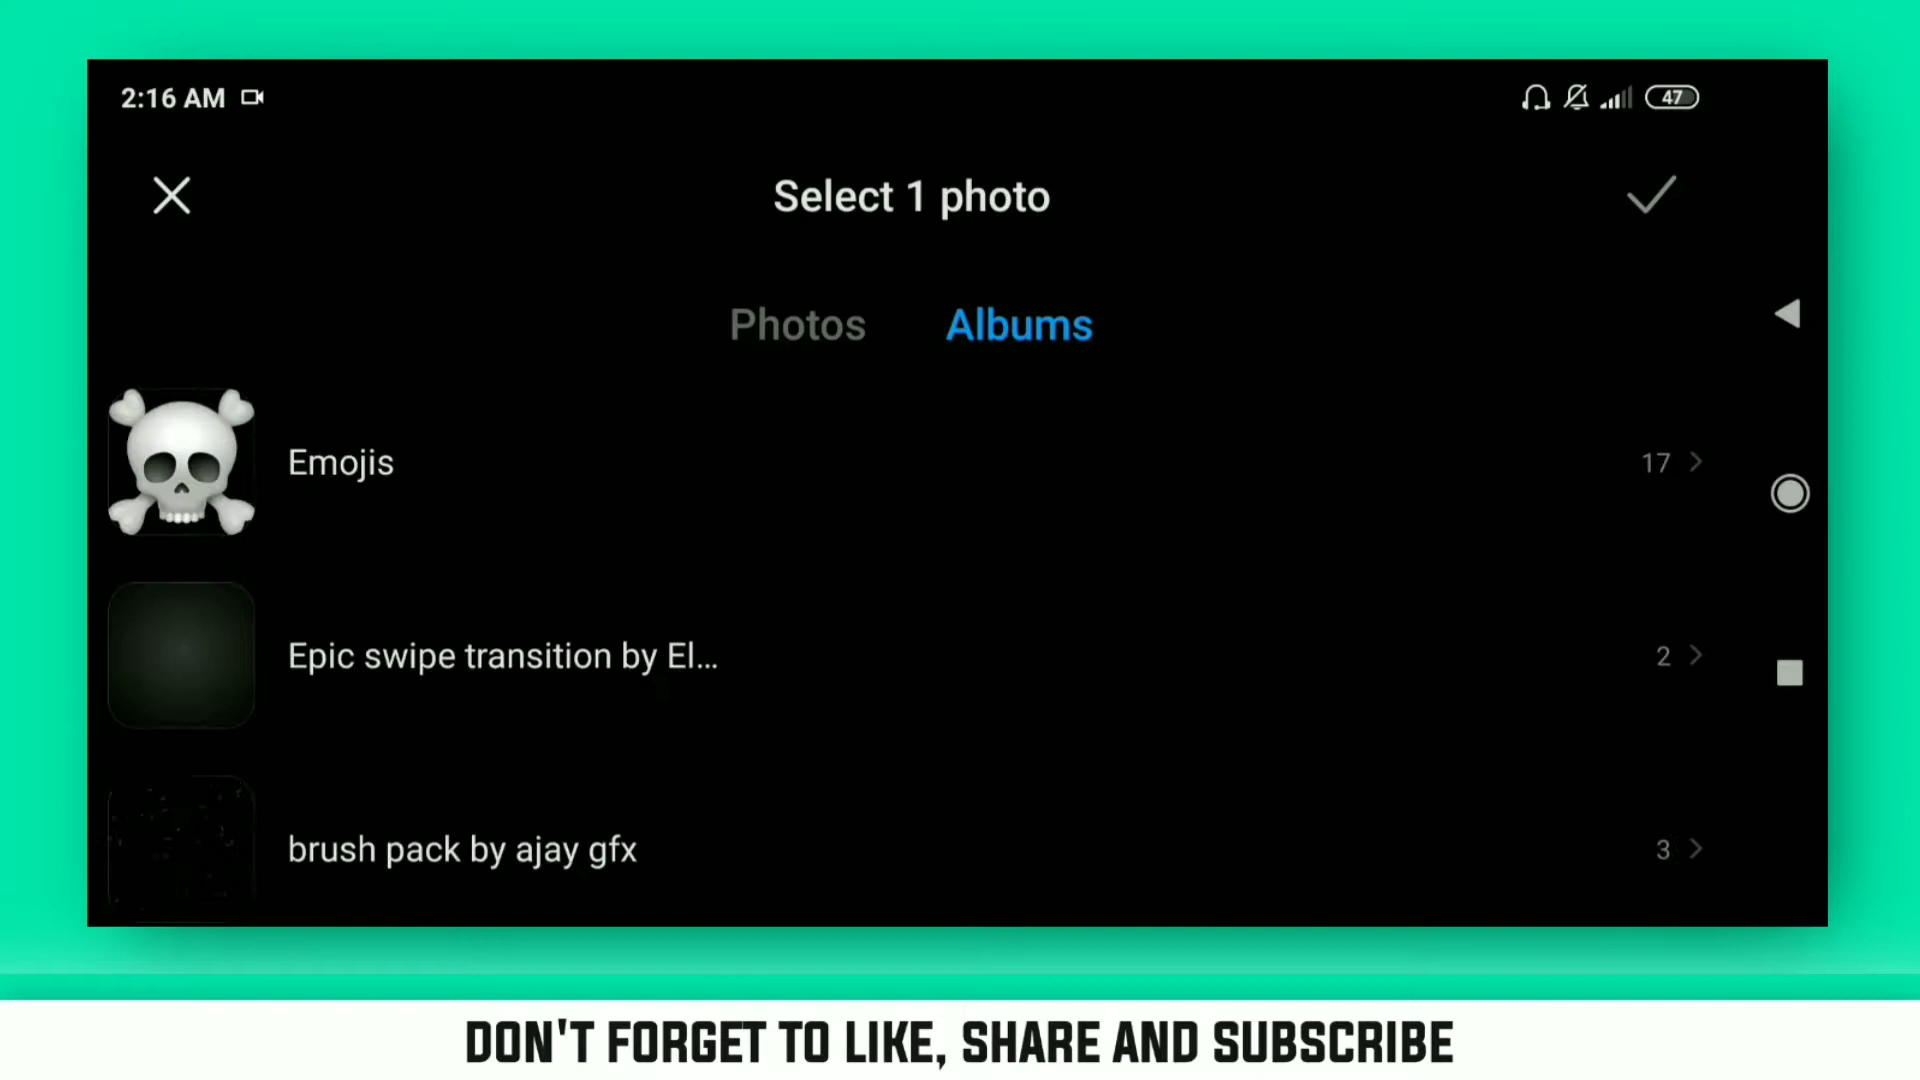 2:16 AM
47
Select 1 photo
Photos Albums
Emojis 17
Epic swipe transition by El... 2
brush pack by ajay gfx 3
DON'T FORGET TO LIKE, SHARE AND SUBSCRIBE